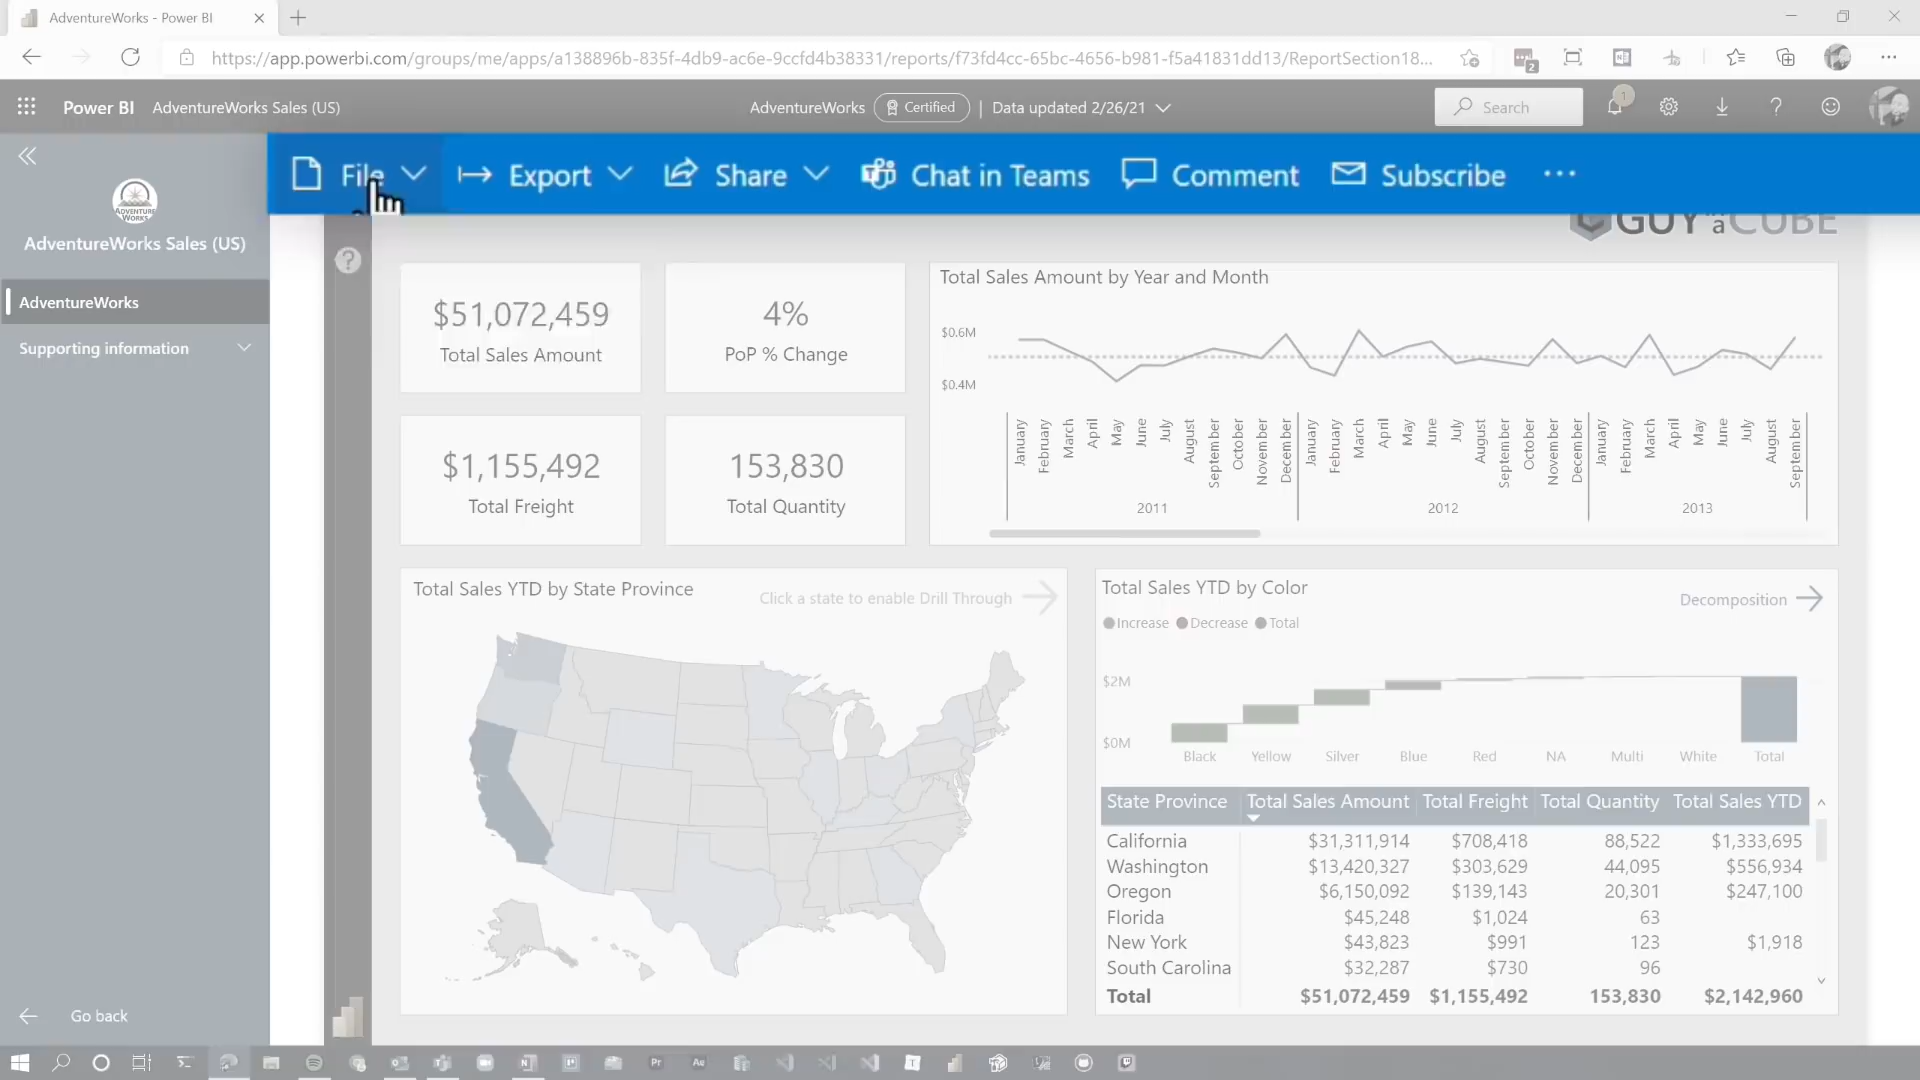 AdventureWorks - Power BI
https://app.powerbi.com/groups/me/apps/a138896b-835f-4db9-ac6e-9ccfd4b38331/reports/f73fd4cc-65bc-4656-b981-f5a41831dd13/ReportSection18...
2
Power BI AdventureWorks Sales (US) AdventureWorks Certified | Data updated 2/26/21 Search 1 ?
File Export Share Chat in Teams Comment Subscribe ...
ADVENTURE WORKS
AdventureWorks Sales (US)
AdventureWorks
Supporting information
Go back
GUY in a CUBE
?
$51,072,459
Total Sales Amount
4%
PoP % Change
$1,155,492
Total Freight
153,830
Total Quantity
Total Sales Amount by Year and Month
$0.6M
$0.4M
January February March April May June July August September October November December January February March April May June July August September October November December January February March April May June July August September
2011 2012 2013
Total Sales YTD by State Province
Click a state to enable Drill Through
Total Sales YTD by Color
Decomposition
Increase Decrease Total
$2M
$0M
Black Yellow Silver Blue Red NA Multi White Total
State Province Total Sales Amount Total Freight Total Quantity Total Sales YTD
California $31,311,914 $708,418 88,522 $1,333,695
Washington $13,420,327 $303,629 44,095 $556,934
Oregon $6,150,092 $139,143 20,301 $247,100
Florida $45,248 $1,024 63
New York $43,823 $991 123 $1,918
South Carolina $32,287 $730 96
Total $51,072,459 $1,155,492 153,830 $2,142,960
Pr Au